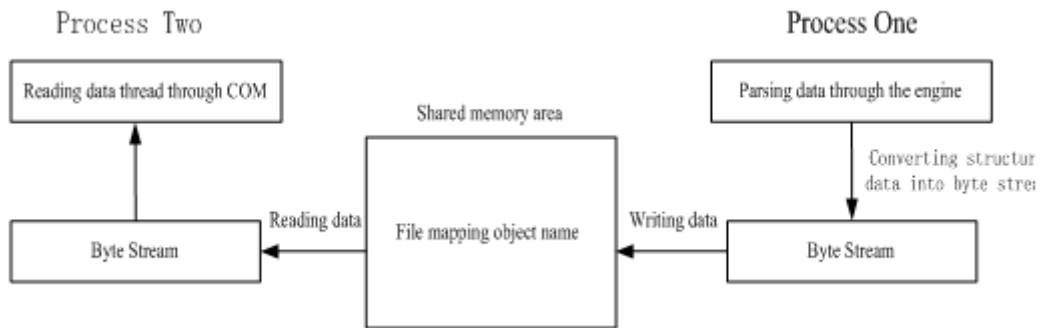 Process Two
Process One
Reading data thread through COM
Parsing data through the engine
Shared memory area
Converting structur
data into byte strea
Reading data
File mapping object name
Writing data
Byte Stream
Byte Stream